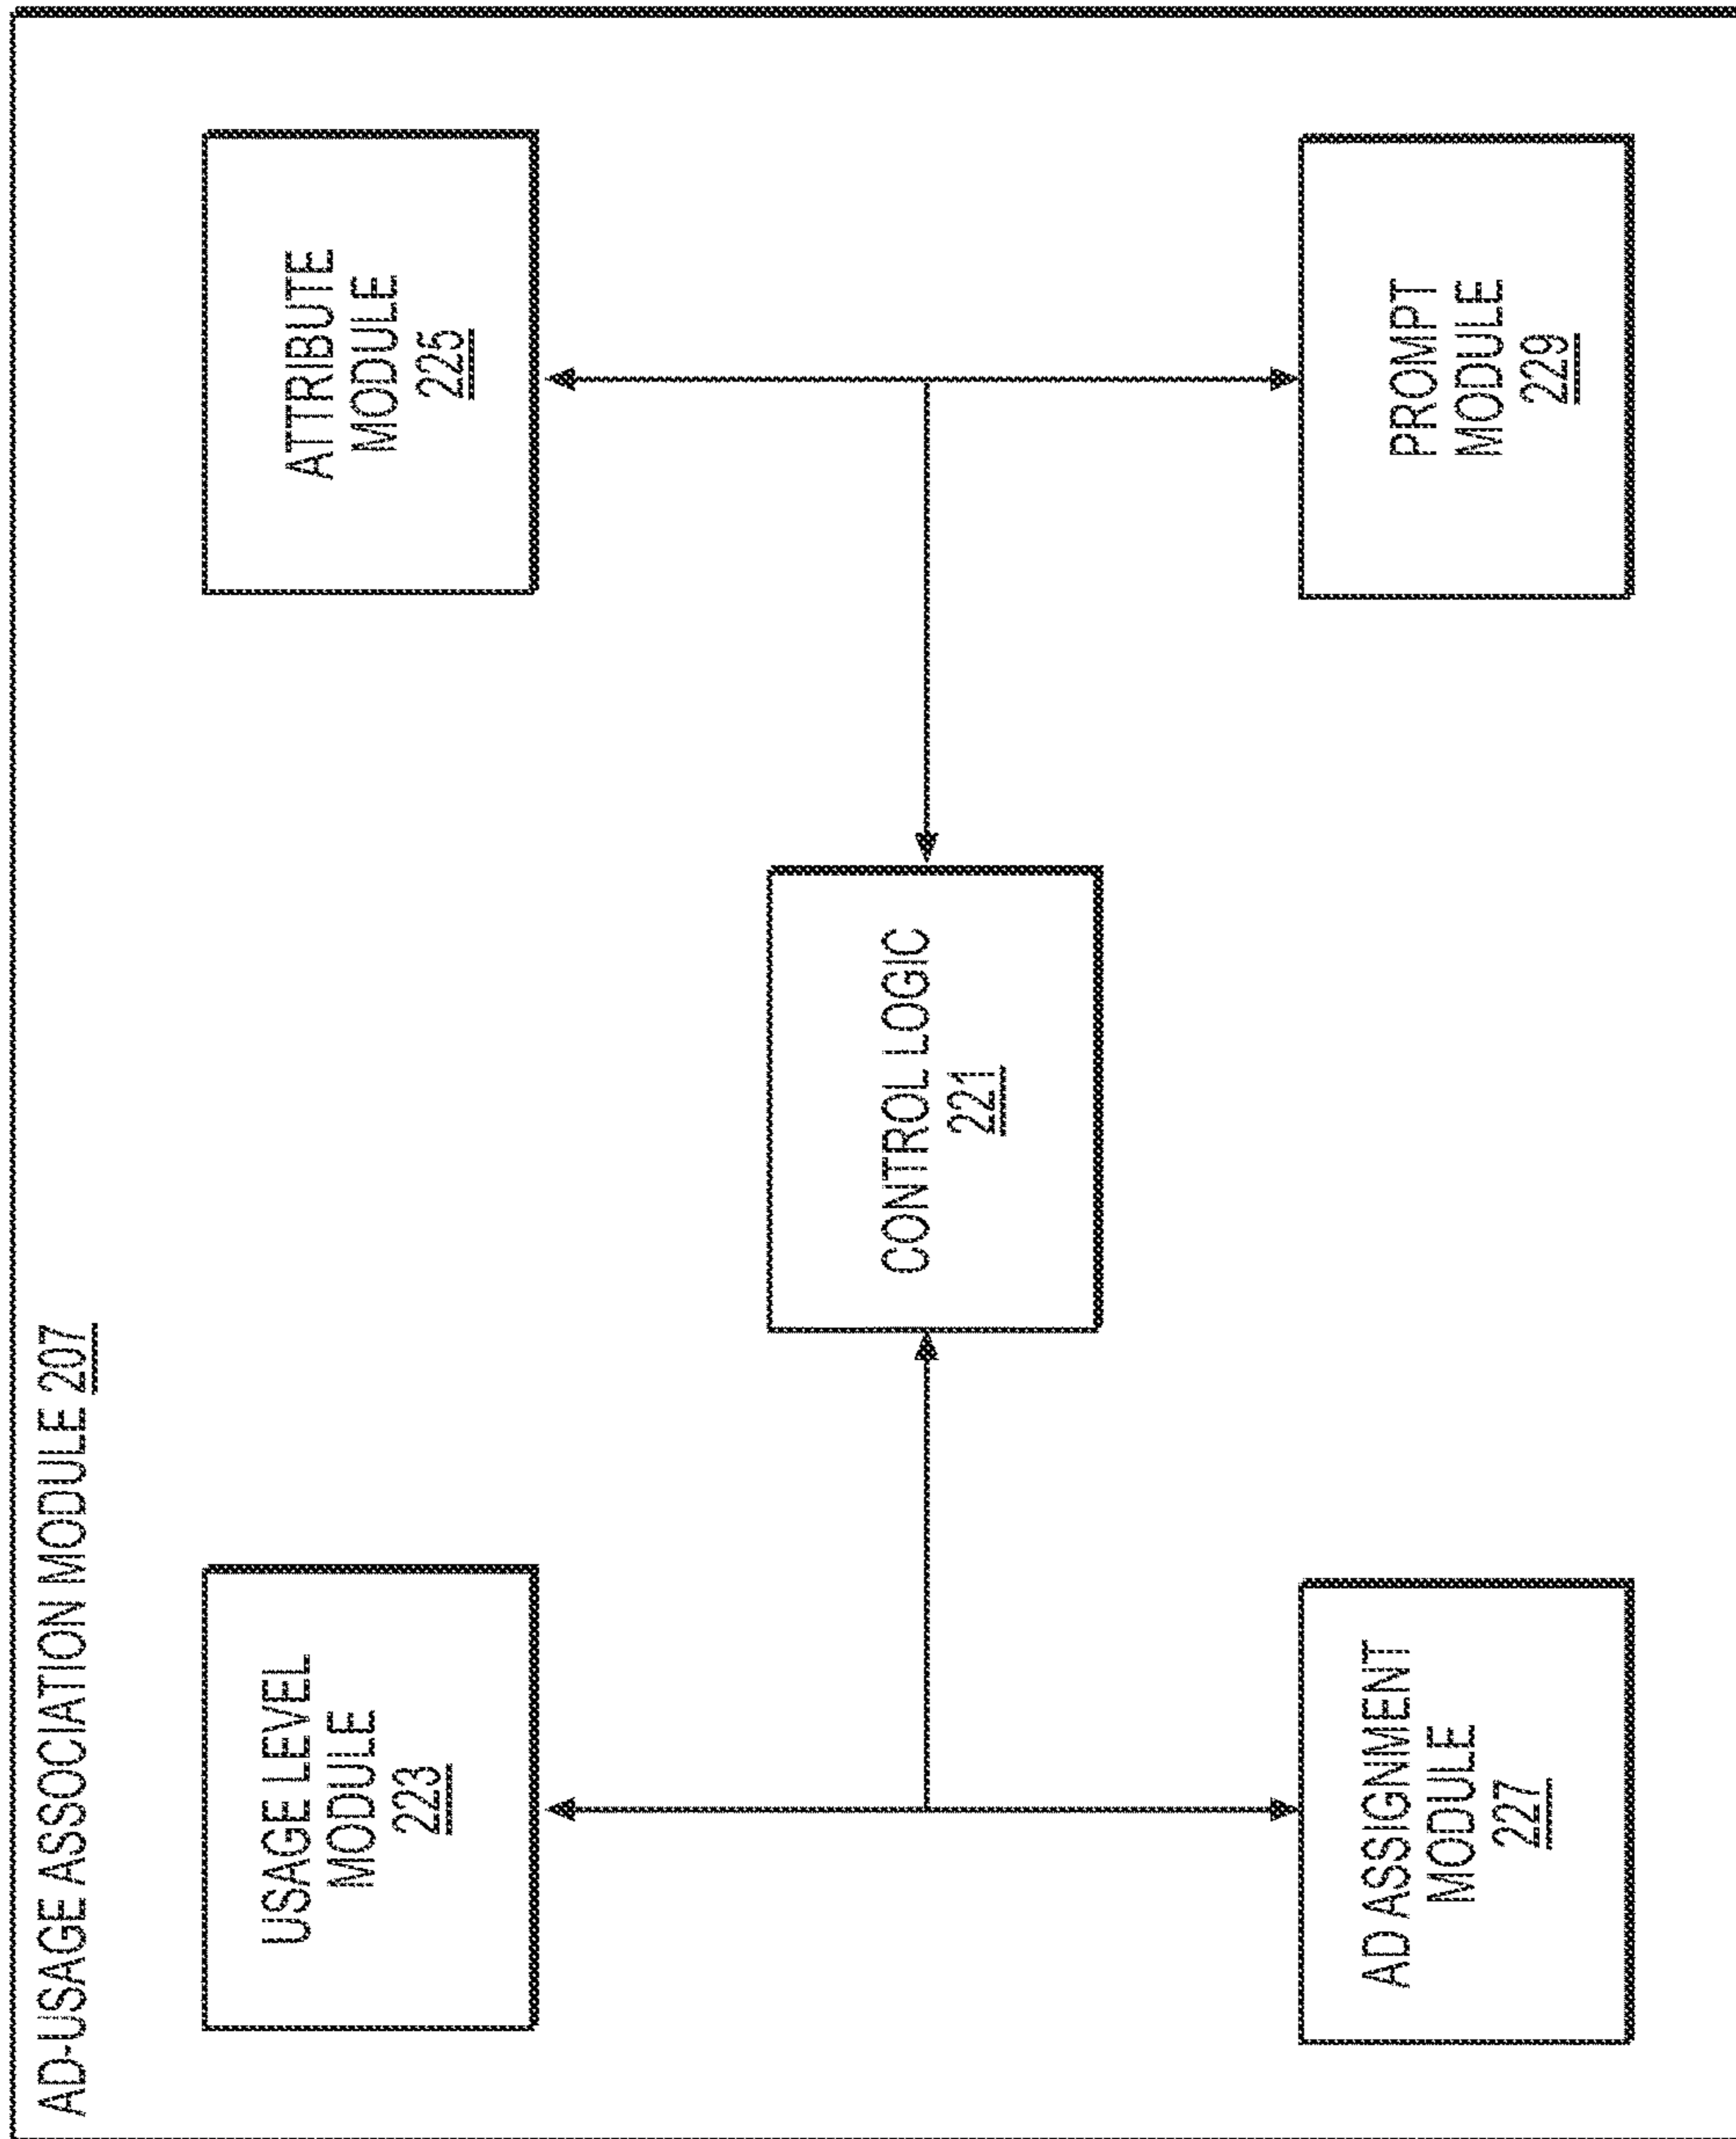 AD-USAGE ASSOCIATION MODULE 207
USAGE LEVEL
MODULE
223
ATTRIBUTE
MODULE
225
CONTROL LOGIC
221
AD ASSIGNMENT
MODULE
227
PROMPT
MODULE
229